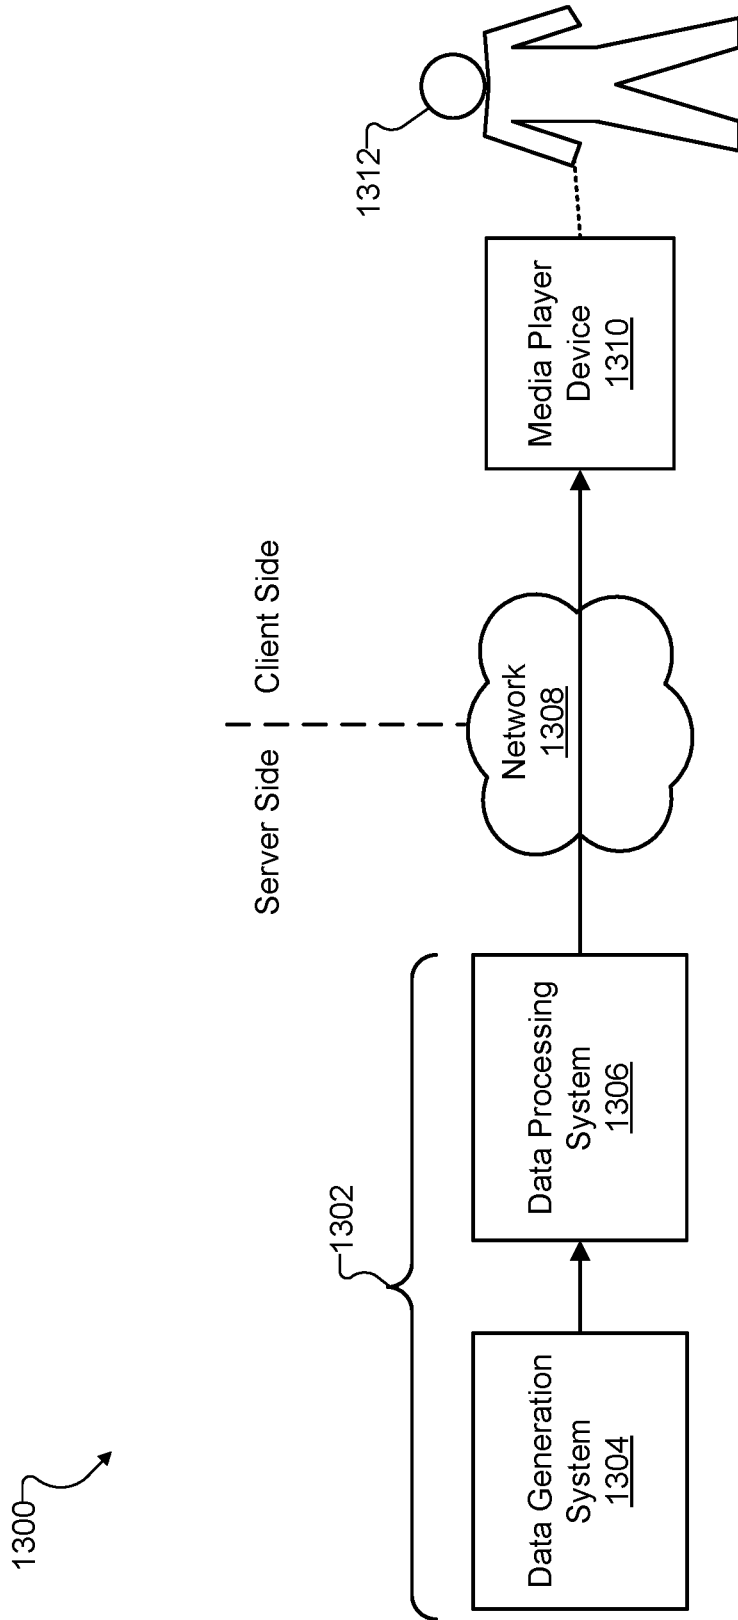 1300
1302
Server Side
Client Side
1312
Data Generation
System
1304
Data Processing
System
1306
Network
1308
Media Player
Device
1310